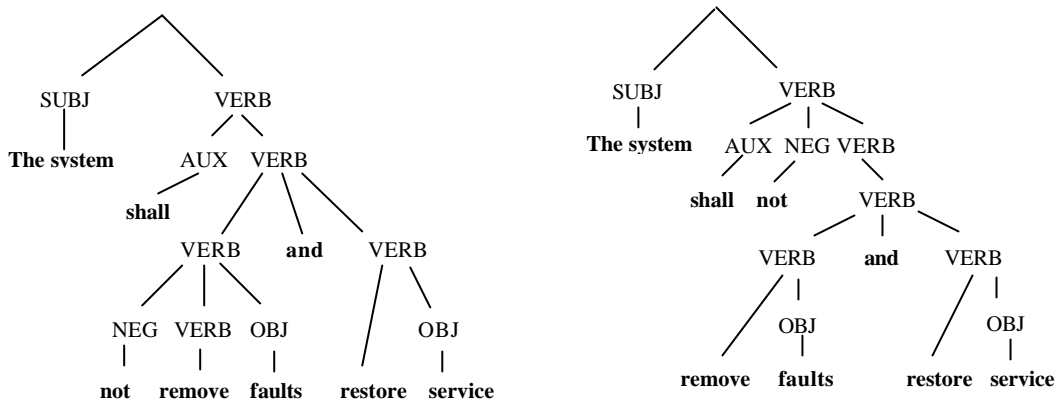 SUBJ VERB
The system AUX VERB
shall
VERB and VERB
NEG VERB OBJ OBJ
not remove faults restore service
SUBJ VERB
The system AUX NEG VERB
shall not
VERB
VERB and VERB
OBJ OBJ
remove faults restore service